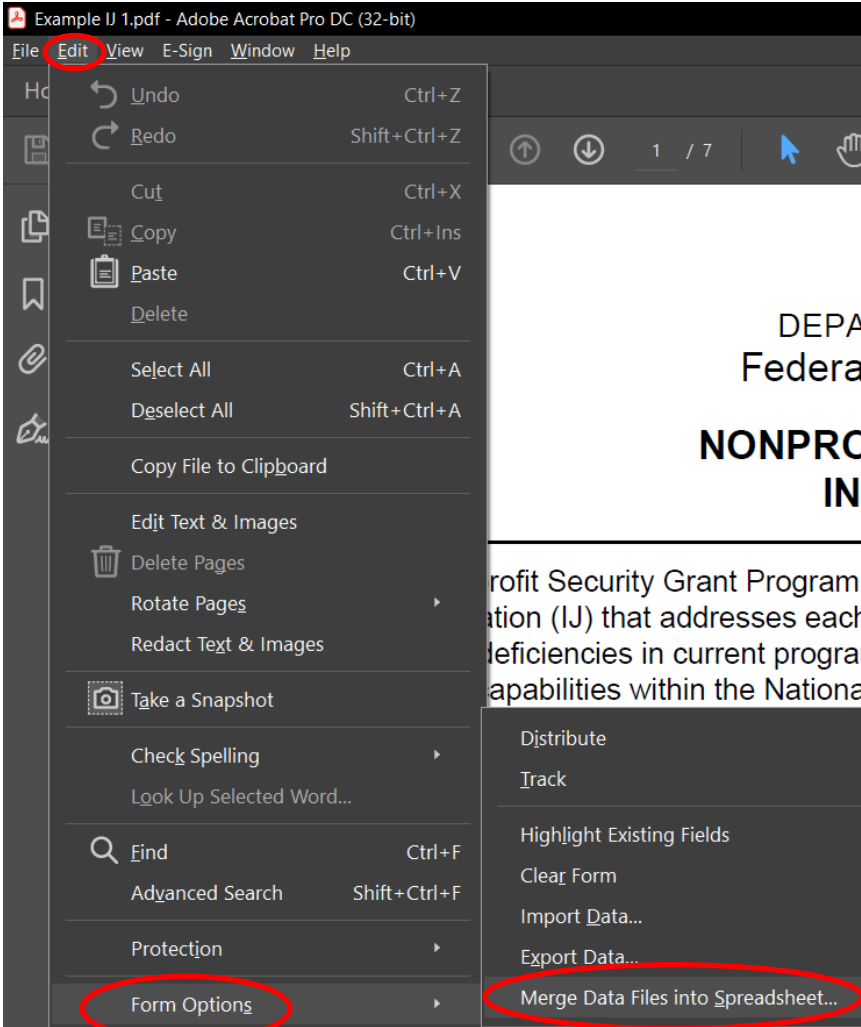 Example IJ 1.pdf - Adobe Acrobat Pro DC (32-bit)
File Edit View E-Sign Window Help
Ho
Undo Ctrl+Z
Redo Shift+Ctrl+Z
1 / 7
Cut Ctrl+X
Copy Ctrl+Ins
Paste Ctrl+V
Delete
Select All Ctrl+A
Deselect All Shift+Ctrl+A
Copy File to Clipboard
Edit Text & Images
Delete Pages
Rotate Pages
Redact Text & Images
Take a Snapshot
Check Spelling
Look Up Selected Word...
Find Ctrl+F
Advanced Search Shift+Ctrl+F
Protection
Form Options
DEPA
Federa
NONPRO
IN
rofit Security Grant Program
ation (IJ) that addresses each
deficiencies in current progra
apabilities within the Nationa
Distribute
Track
Highlight Existing Fields
Clear Form
Import Data...
Export Data...
Merge Data Files into Spreadsheet...